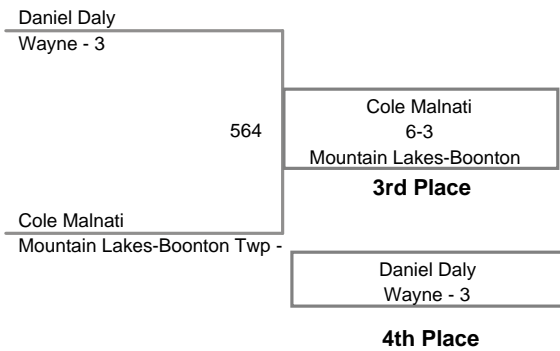 Daniel Daly
Wayne - 3
564
Cole Malnati
6-3
Mountain Lakes-Boonton
3rd Place
Cole Malnati
Mountain Lakes-Boonton Twp -
Daniel Daly
Wayne - 3
4th Place